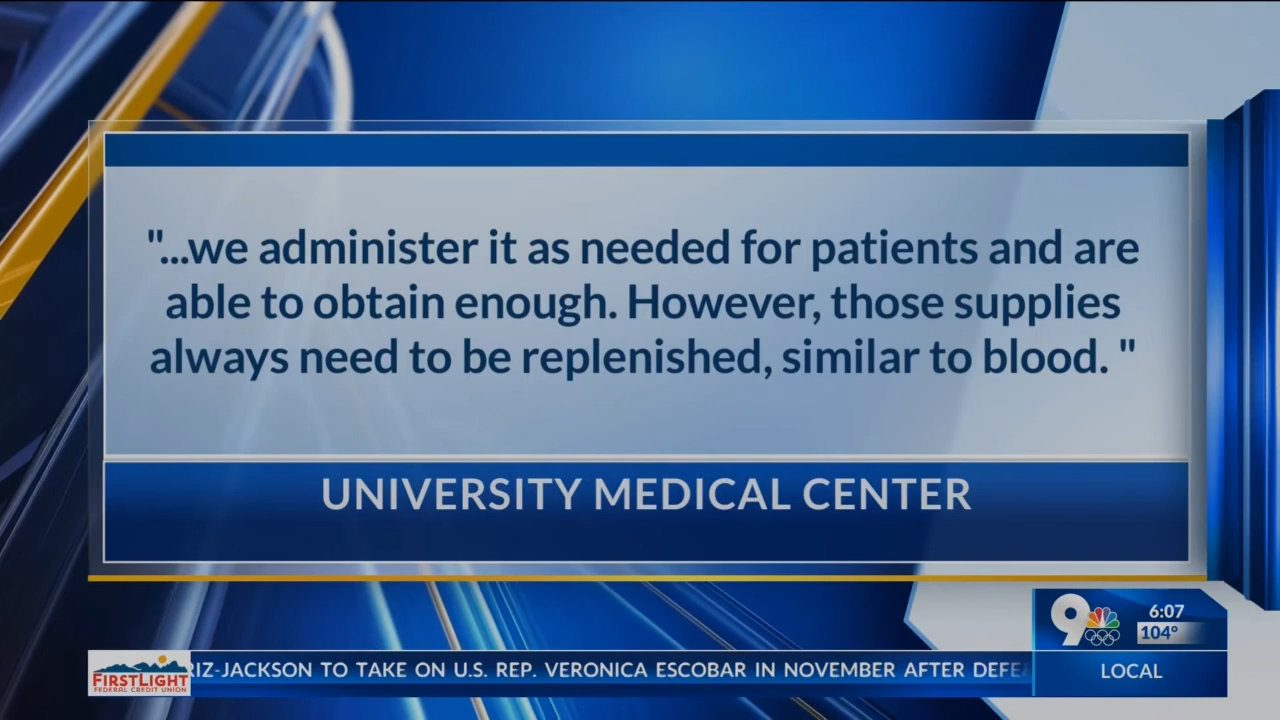 "...we administer it as needed for patients and are
able to obtain enough. However, those supplies
always need to be replenished, similar to blood. "
UNIVERSITY MEDICAL CENTER
9
6:07
104°
LOCAL
FIRSTLIGHT
FEDERAL CREDIT UNION
RIZ-JACKSON TO TAKE ON U.S. REP. VERONICA ESCOBAR IN NOVEMBER AFTER DEFEA